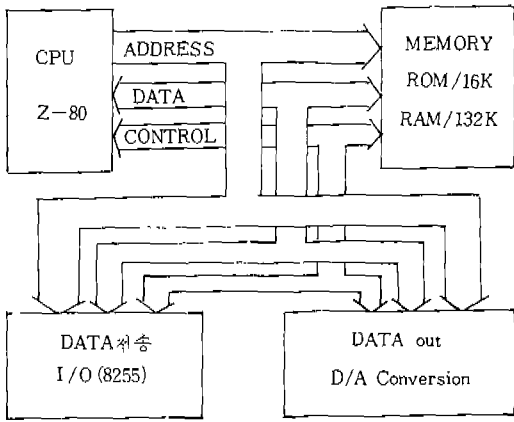 CPU
Z-80
ADDRESS
DATA
CONTROL
MEMORY
ROM/16K
RAM/132K
DATA전송
I/O(8255)
DATA out
D/A Conversion